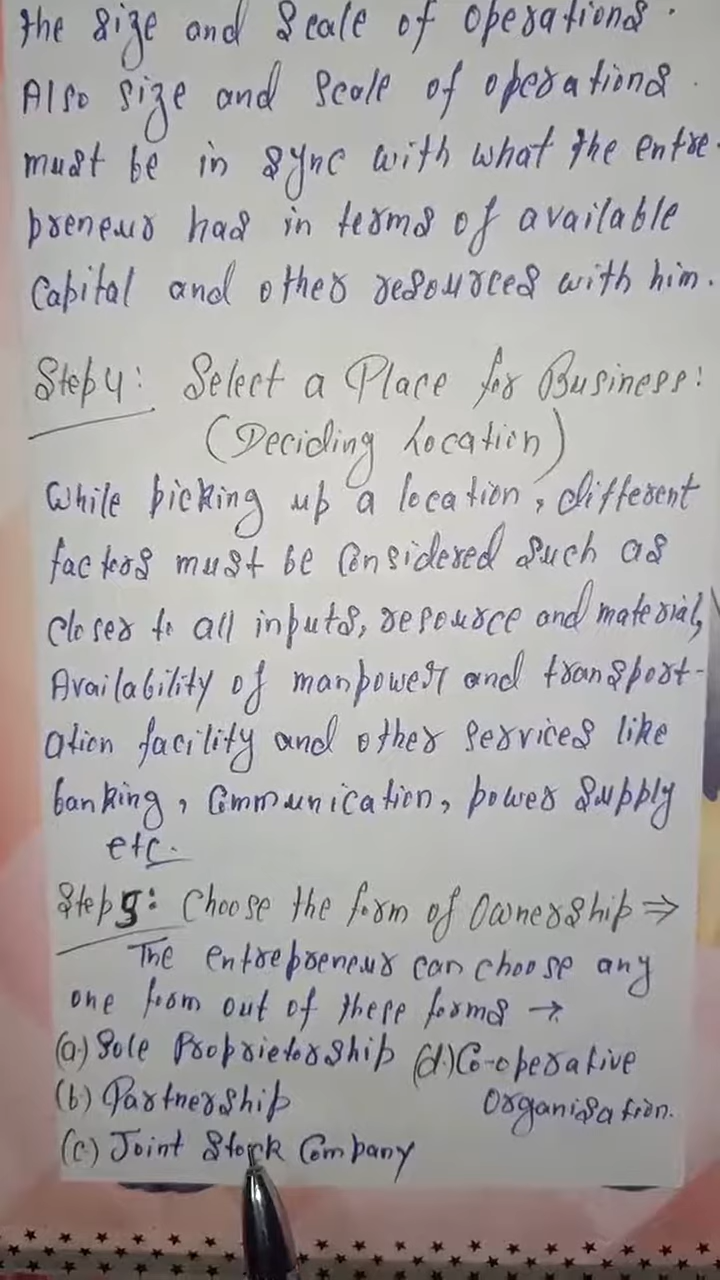 the size and scale of operations.
Also size and scale of operations.
must be in sync with what the entre-
preneur has in terms of available
Capital and other resources with him.
Step 4: Select a Place for Business:
(Deciding Location)
While picking up a location, different
factors must be Considered such as
closer to all inputs, resource and material,
Availability of manpower and transport-
ation facility and other services like
banking, Communication, power supply
etc.
Step 5: Choose the form of Ownership ⇒
The entrepreneur can choose any
one from out of these forms →
(a.) Sole Proprietorship (d.) Co-operative
Organisation.
(b) Partnership
(c) Joint Stock Company